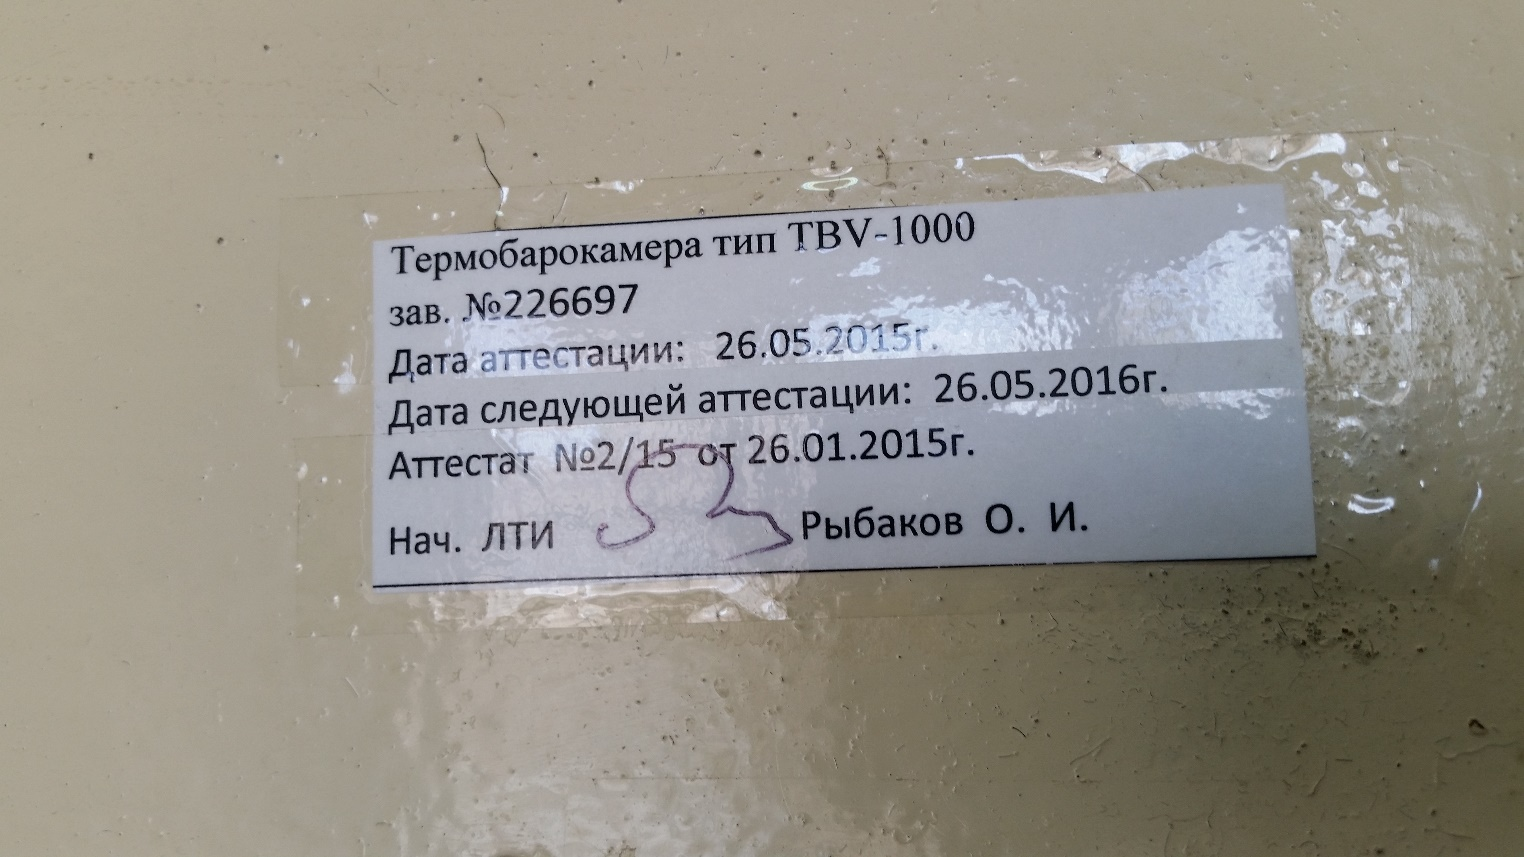 Термобарокамера тип TBV-1000
зав. №226697
Дата аттестации: 26.05.2015г.
Дата следующей аттестации: 26.05.2016г.
Аттестат №2/15 от 26.01.2015г.
Нач. ЛТИ Рыбаков О. И.